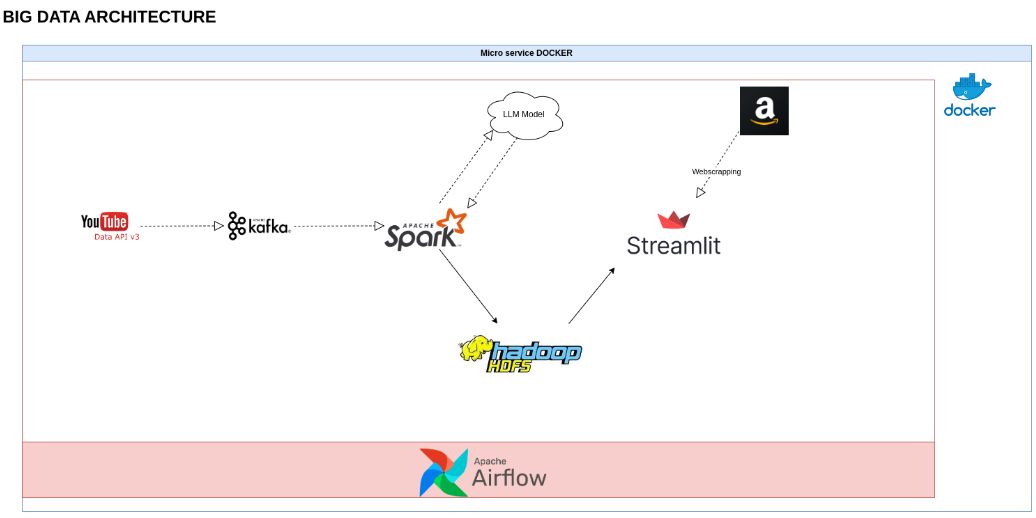 BIG DATA ARCHITECTURE
Micro service DOCKER
docker
LLM Model
a
Webscrapping
YouTube
Data API v3
kafka
APACHE
Spark
Streamlit
hadoop
HDFS
Apache
Airflow